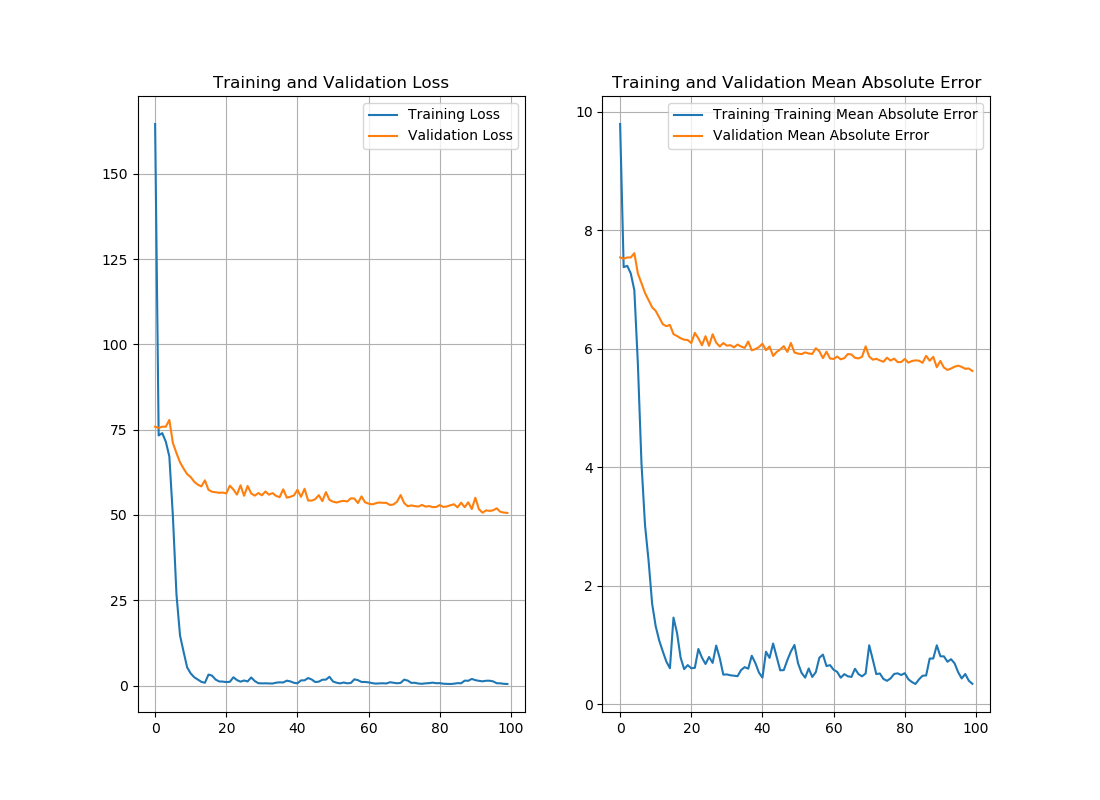 Training and Validation Loss
Training Loss
Validation Loss
150
125
100
75
50
25
0
0 20 40 60 80 100
Training and Validation Mean Absolute Error
Training Training Mean Absolute Error
Validation Mean Absolute Error
10
8
6
4
2
0
0 20 40 60 80 100